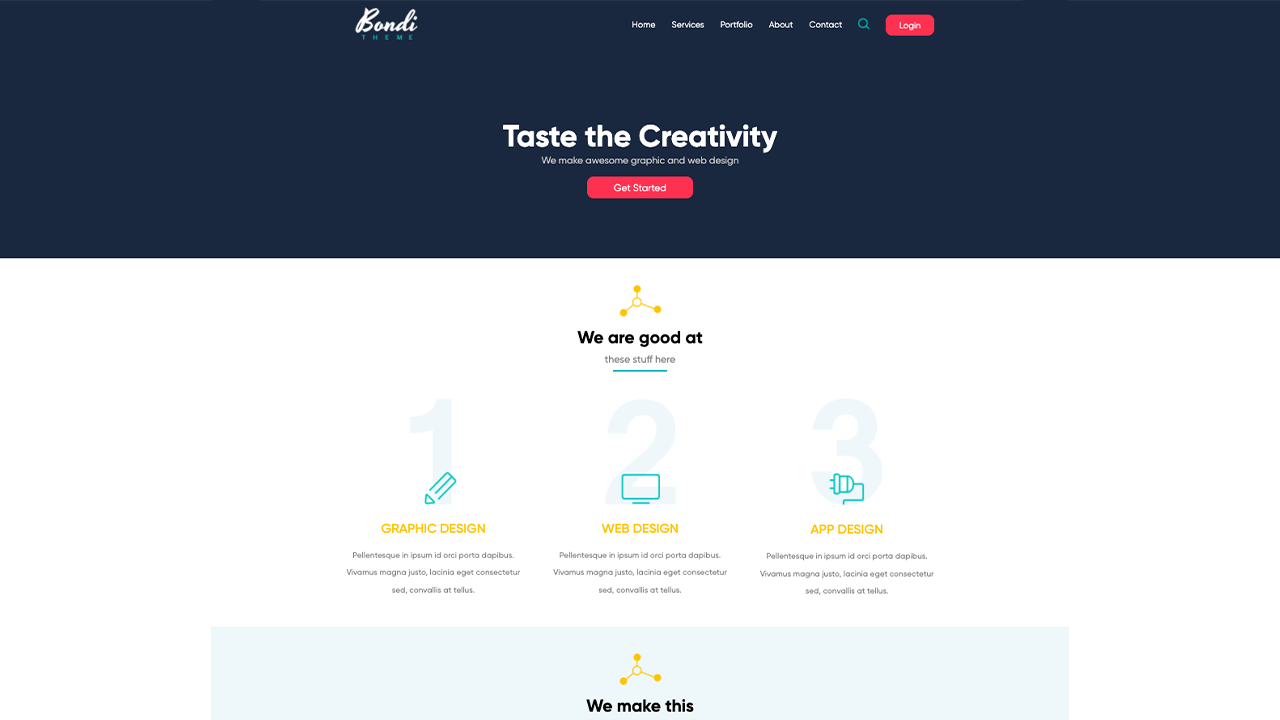 Bondi
THEME
Home Services Portfolio About Contact Login
Taste the Creativity
We make awesome graphic and web design
Get Started
We are good at
these stuff here
1 2 3
GRAPHIC DESIGN
Pellentesque in ipsum id orci porta dapibus.
Vivamus magna justo, lacinia eget consectetur
sed, convallis at tellus.
WEB DESIGN
Pellentesque in ipsum id orci porta dapibus.
Vivamus magna justo, lacinia eget consectetur
sed, convallis at tellus.
APP DESIGN
Pellentesque in ipsum id orci porta dapibus.
Vivamus magna justo, lacinia eget consectetur
sed, convallis at tellus.
We make this